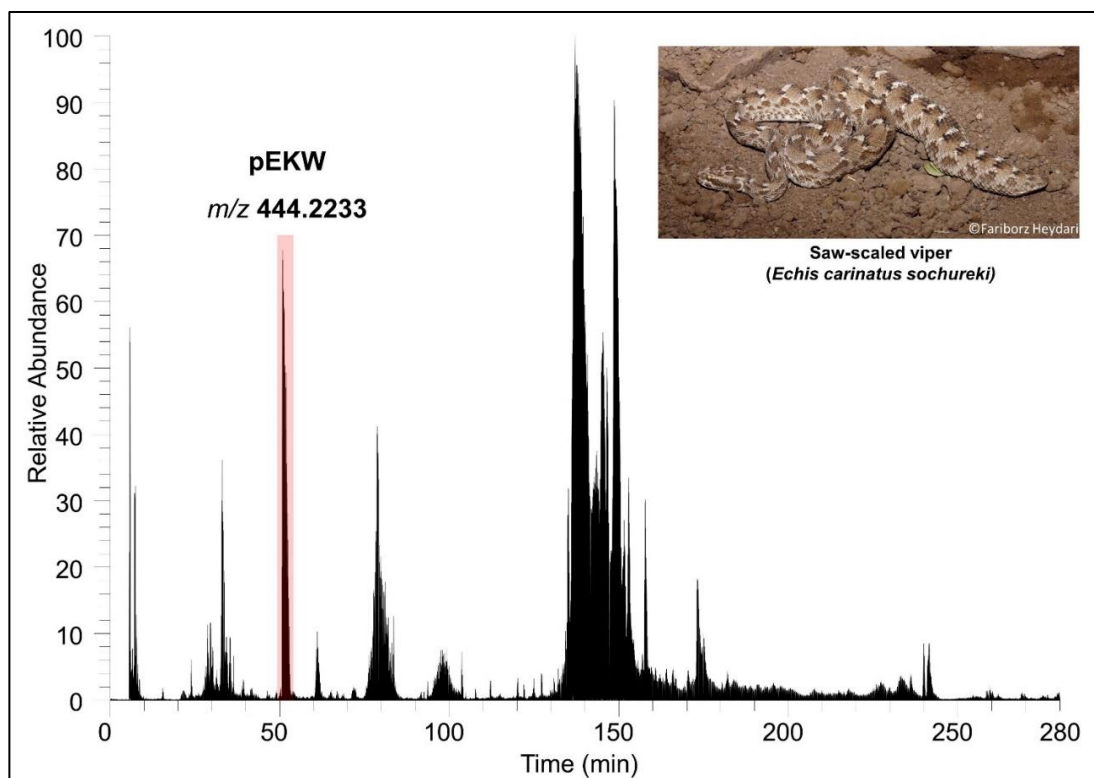 100
90
80
70
60
50
40
30
20
10
0
Relative Abundance
pEKW
m/z 444.2233
©Fariborz Heydari
Saw-scaled viper
(Echis carinatus sochureki)
0 50 100 150 200 250 280
Time (min)